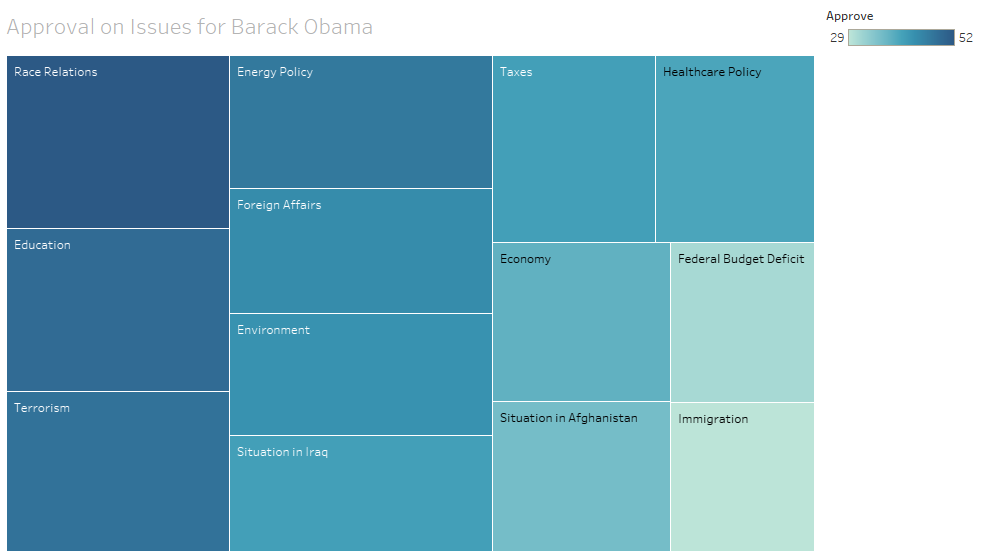 Approval on Issues for Barack Obama
Approve
29 52
Race Relations
Education
Terrorism
Energy Policy
Foreign Affairs
Environment
Situation in Iraq
Taxes
Healthcare Policy
Economy
Federal Budget Deficit
Situation in Afghanistan
Immigration